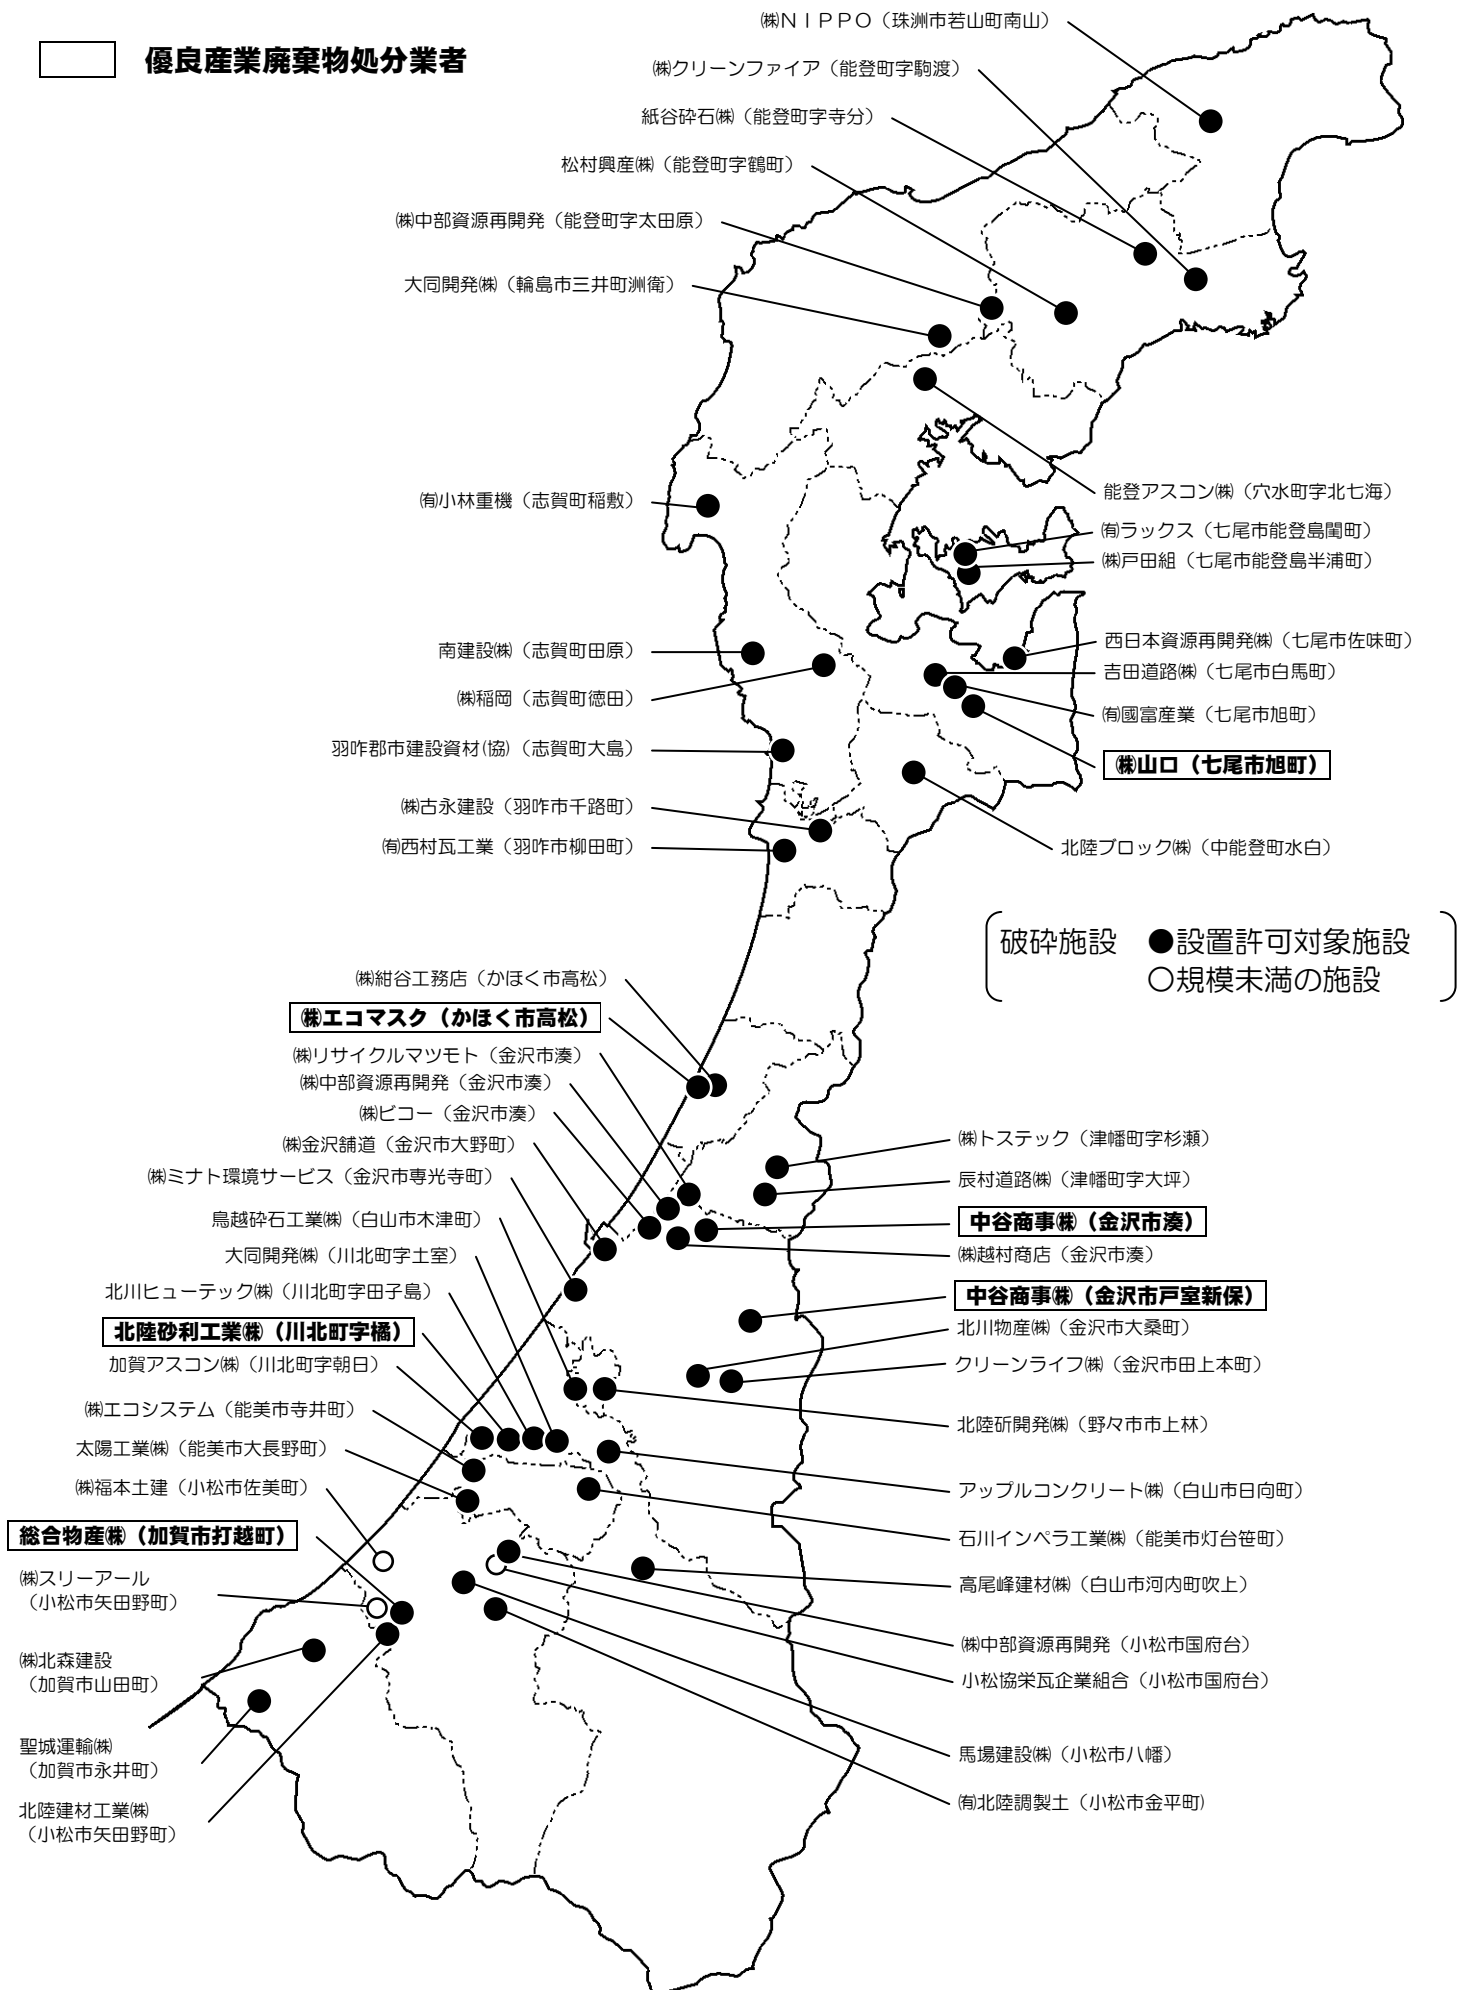 優良産業廃棄物処分業者
㈱ＮＩＰＰＯ（珠洲市若山町南山）
㈱クリーンファイア（能登町字駒渡）
紙谷砕石㈱（能登町字寺分）
松村興産㈱（能登町字鶴町）
㈱中部資源再開発（能登町字太田原）
大同開発㈱（輪島市三井町洲衛）
㈲小林重機（志賀町稲敷）
能登アスコン㈱（穴水町字北七海）
㈲ラックス（七尾市能登島閨町）
㈱戸田組（七尾市能登島半浦町）
南建設㈱（志賀町田原）
㈱稲岡（志賀町徳田）
羽咋郡市建設資材(協)（志賀町大島）
㈱古永建設（羽咋市千路町）
㈲西村瓦工業（羽咋市柳田町）
西日本資源再開発㈱（七尾市佐味町）
吉田道路㈱（七尾市白馬町）
㈲國富産業（七尾市旭町）
㈱山口（七尾市旭町）
北陸ブロック㈱（中能登町水白）
破砕施設　●設置許可対象施設
○規模未満の施設
㈱紺谷工務店（かほく市高松）
㈱エコマスク（かほく市高松）
㈱リサイクルマツモト（金沢市湊）
㈱中部資源再開発（金沢市湊）
㈱ビコー（金沢市湊）
㈱金沢舗道（金沢市大野町）
㈱ミナト環境サービス（金沢市専光寺町）
鳥越砕石工業㈱（白山市木津町）
大同開発㈱（川北町字土室）
北川ヒューテック㈱（川北町字田子島）
北陸砂利工業㈱（川北町字橘）
加賀アスコン㈱（川北町字朝日）
㈱エコシステム（能美市寺井町）
太陽工業㈱（能美市大長野町）
㈱福本土建（小松市佐美町）
総合物産㈱（加賀市打越町）
㈱スリーアール
（小松市矢田野町）
㈱北森建設
（加賀市山田町）
聖城運輸㈱
（加賀市永井町）
北陸建材工業㈱
（小松市矢田野町）
㈱トステック（津幡町字杉瀬）
辰村道路㈱（津幡町字大坪）
中谷商事㈱（金沢市湊）
㈱越村商店（金沢市湊）
中谷商事㈱（金沢市戸室新保）
北川物産㈱（金沢市大桑町）
クリーンライフ㈱（金沢市田上本町）
北陸研開発㈱（野々市市上林）
アップルコンクリート㈱（白山市日向町）
石川インペラ工業㈱（能美市灯台笹町）
高尾峰建材㈱（白山市河内町吹上）
㈱中部資源再開発（小松市国府台）
小松協栄瓦企業組合（小松市国府台）
馬場建設㈱（小松市八幡）
㈲北陸調製土（小松市金平町)